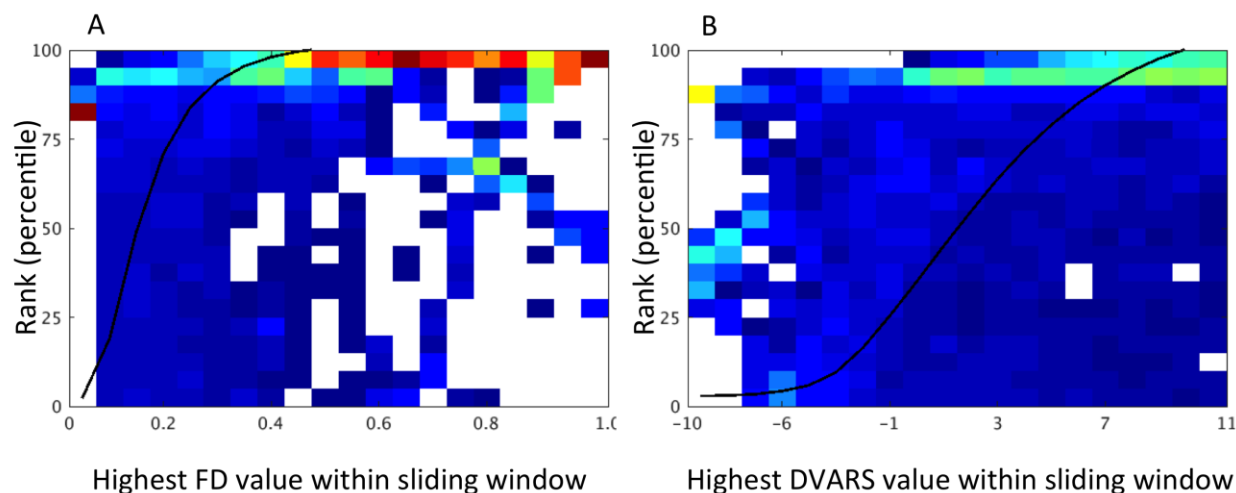 A
B
Rank (percentile)
100
75
50
25
0
0 0.2 0.4 0.6 0.8 1.0
Highest FD value within sliding window
Rank (percentile)
100
75
50
25
0
-10 -6 -1 3 7 11
Highest DVARS value within sliding window